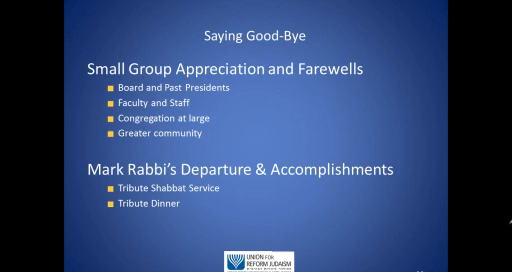 Saying Good-Bye
Small Group Appreciation and Farewells
Board and Past Presidents
Faculty and Staff
Congregation at large
Greater community
Mark Rabbi's Departure & Accomplishments
Tribute Shabbat Service
Tribute Dinner
UNION FOR
REFORM JUDAISM